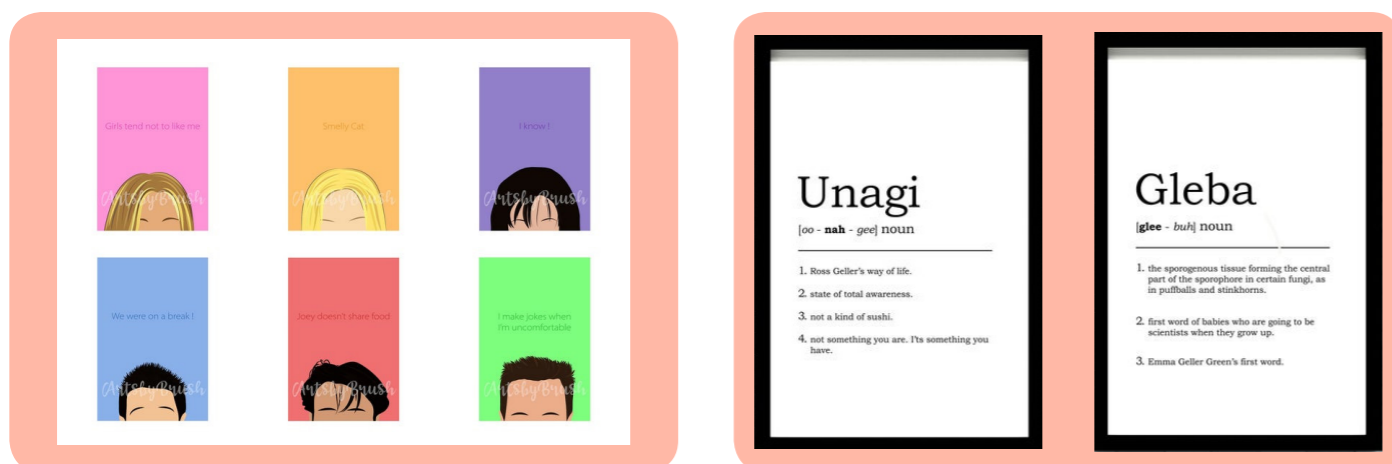 Girls tend not to like me
Smelly Cat
I know !
ArtsbyBrush
ArtsbyBrush
ArtsbyBrush
We were on a break !
Joey doesn't share food
I make jokes when
I'm uncomfortable
ArtsbyBrush
ArtsbyBrush
ArtsbyBrush
Unagi
[oo - nah - gee] noun
1. Ross Geller's way of life.
2. state of total awareness.
3. not a kind of sushi.
4. not something you are. I'ts something you
have.
Gleba
[glee - buh] noun
1. the sporogenous tissue forming the central
part of the sporophore in certain fungi, as
in puffballs and stinkhorns.
2. first word of babies who are going to be
scientists when they grow up.
3. Emma Geller Green's first word.